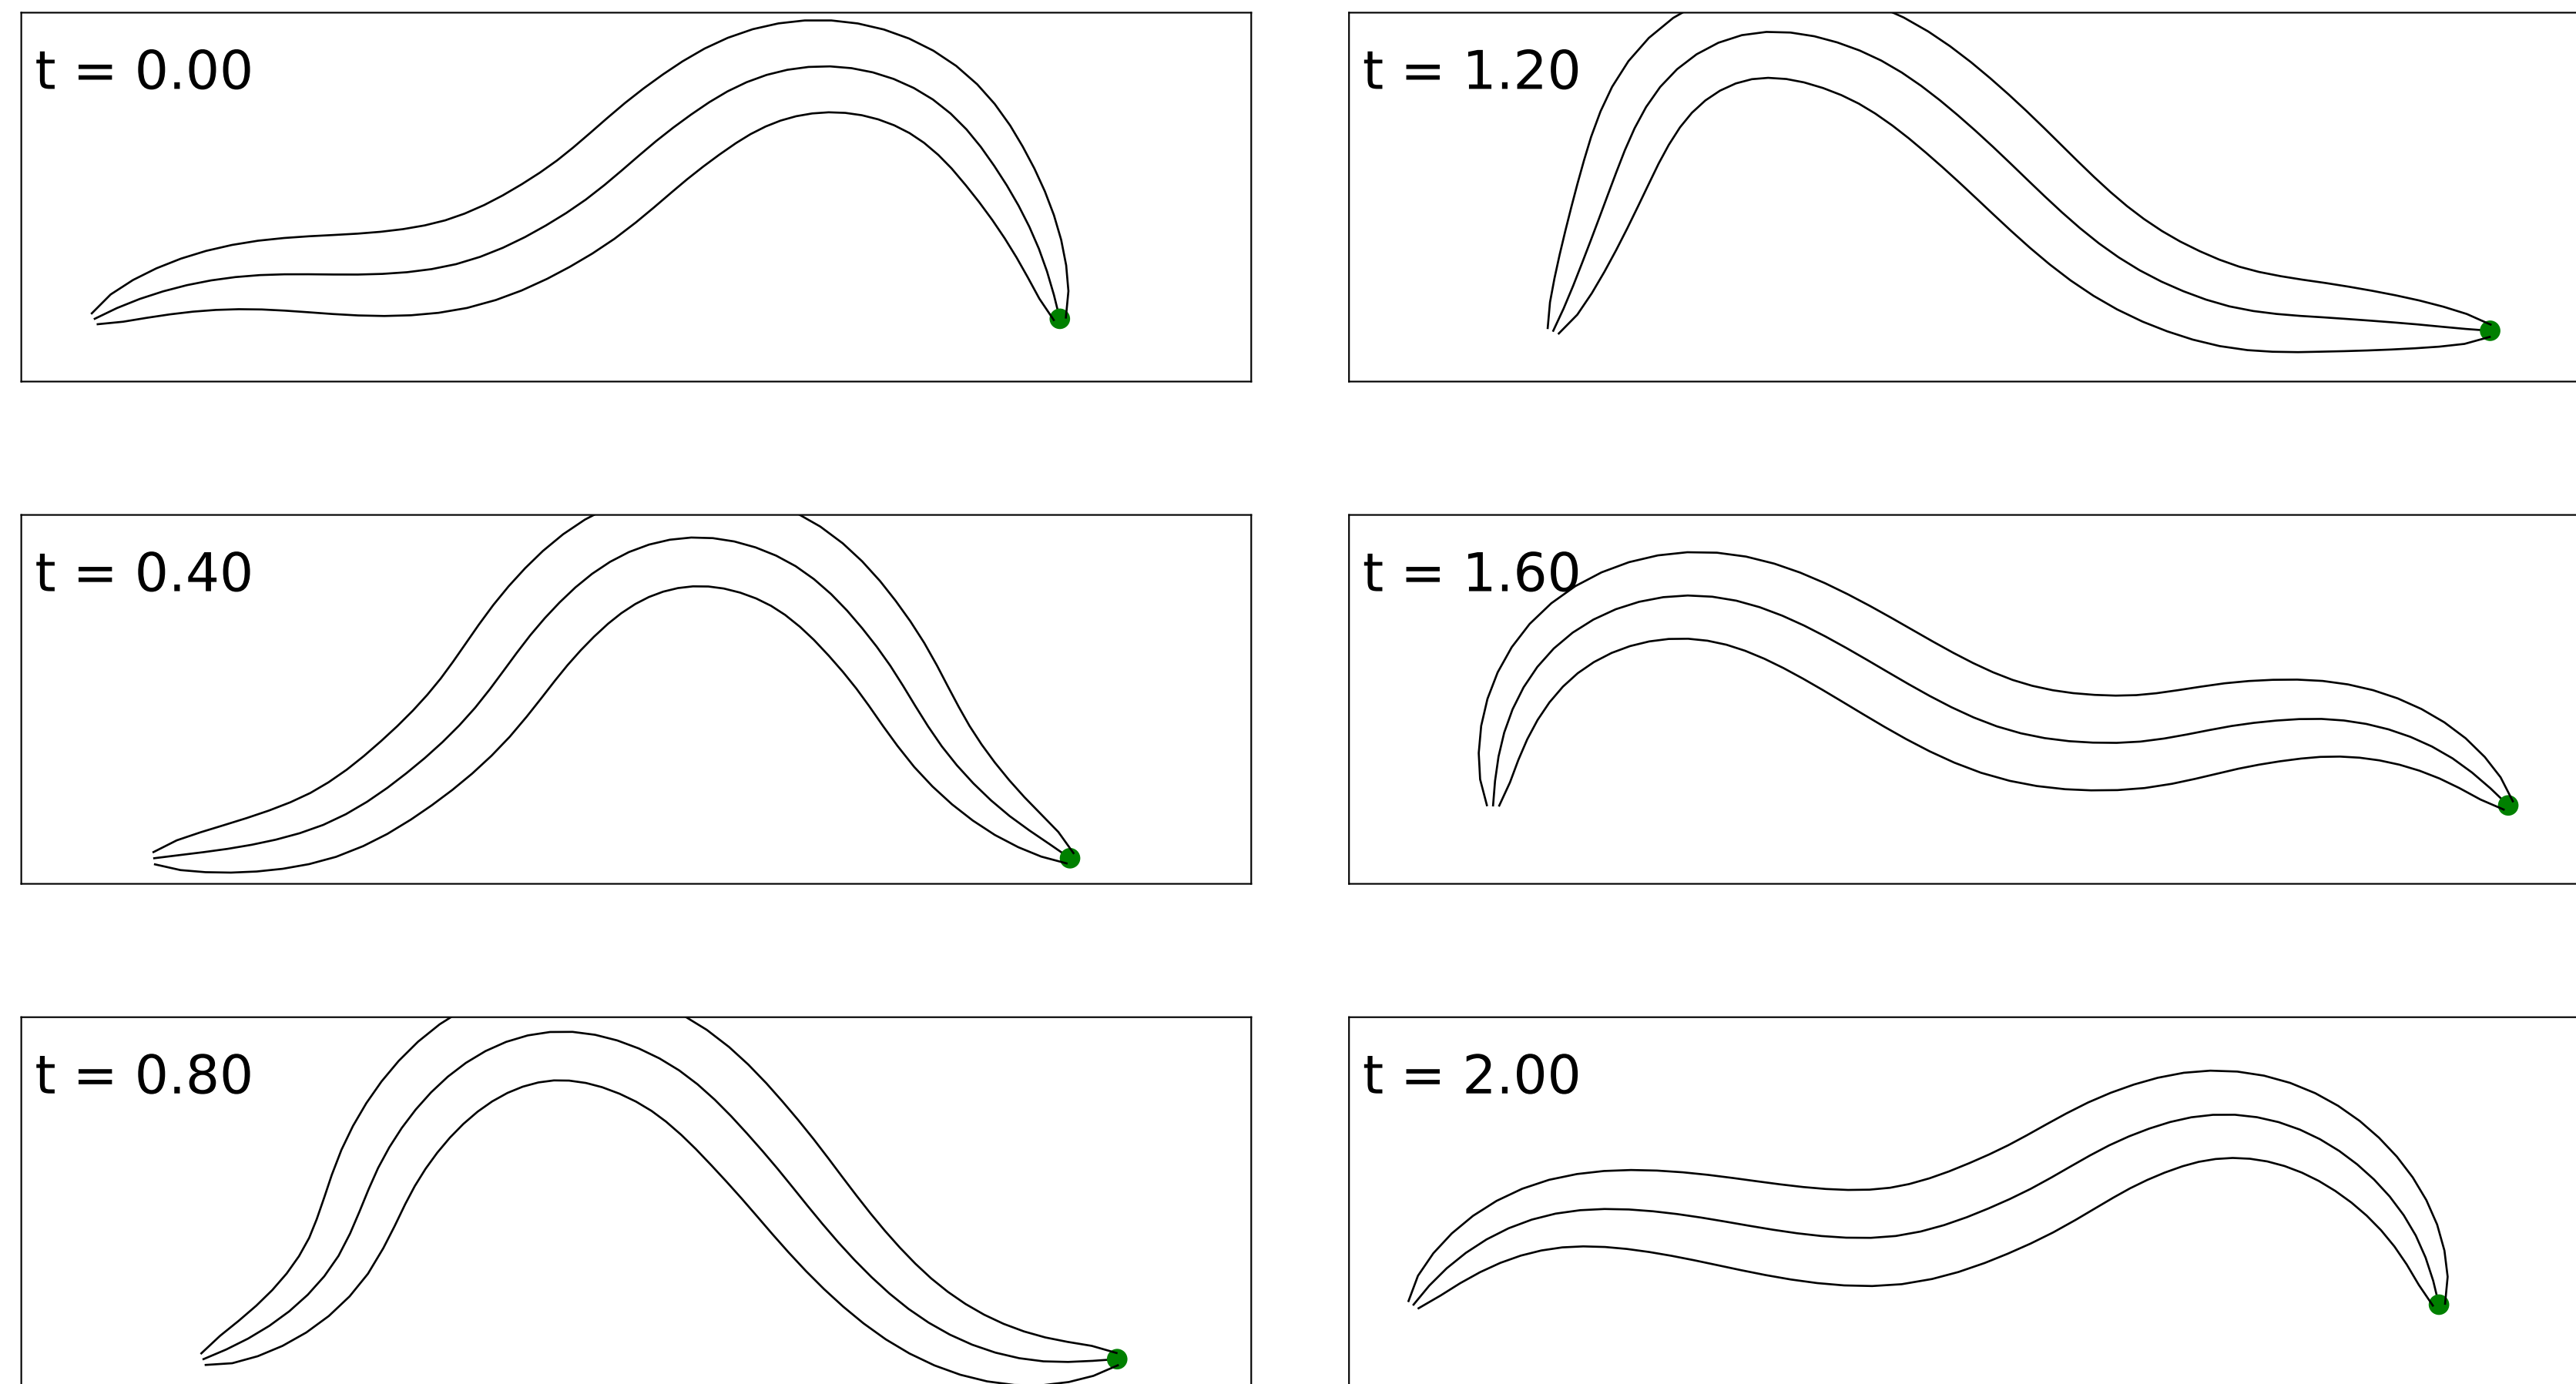 t = 0.00
t = 0.40
t = 0.80
t = 1.20
t = 1.60
t = 2.00